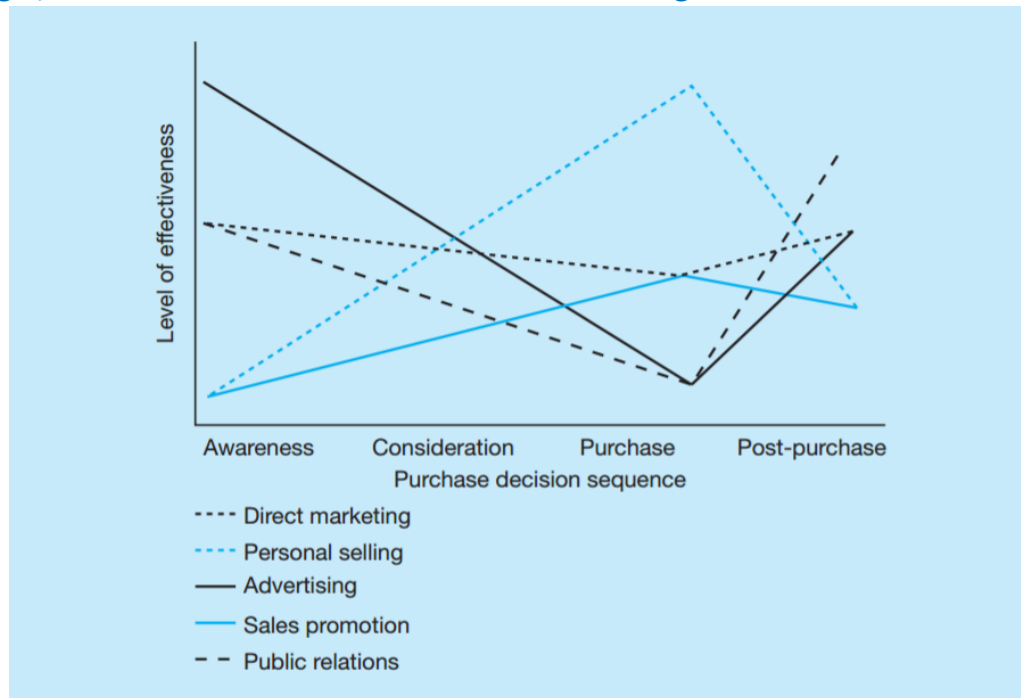 Level of effectiveness
Awareness Consideration Purchase Post-purchase
Purchase decision sequence
Direct marketing
Personal selling
Advertising
Sales promotion
Public relations